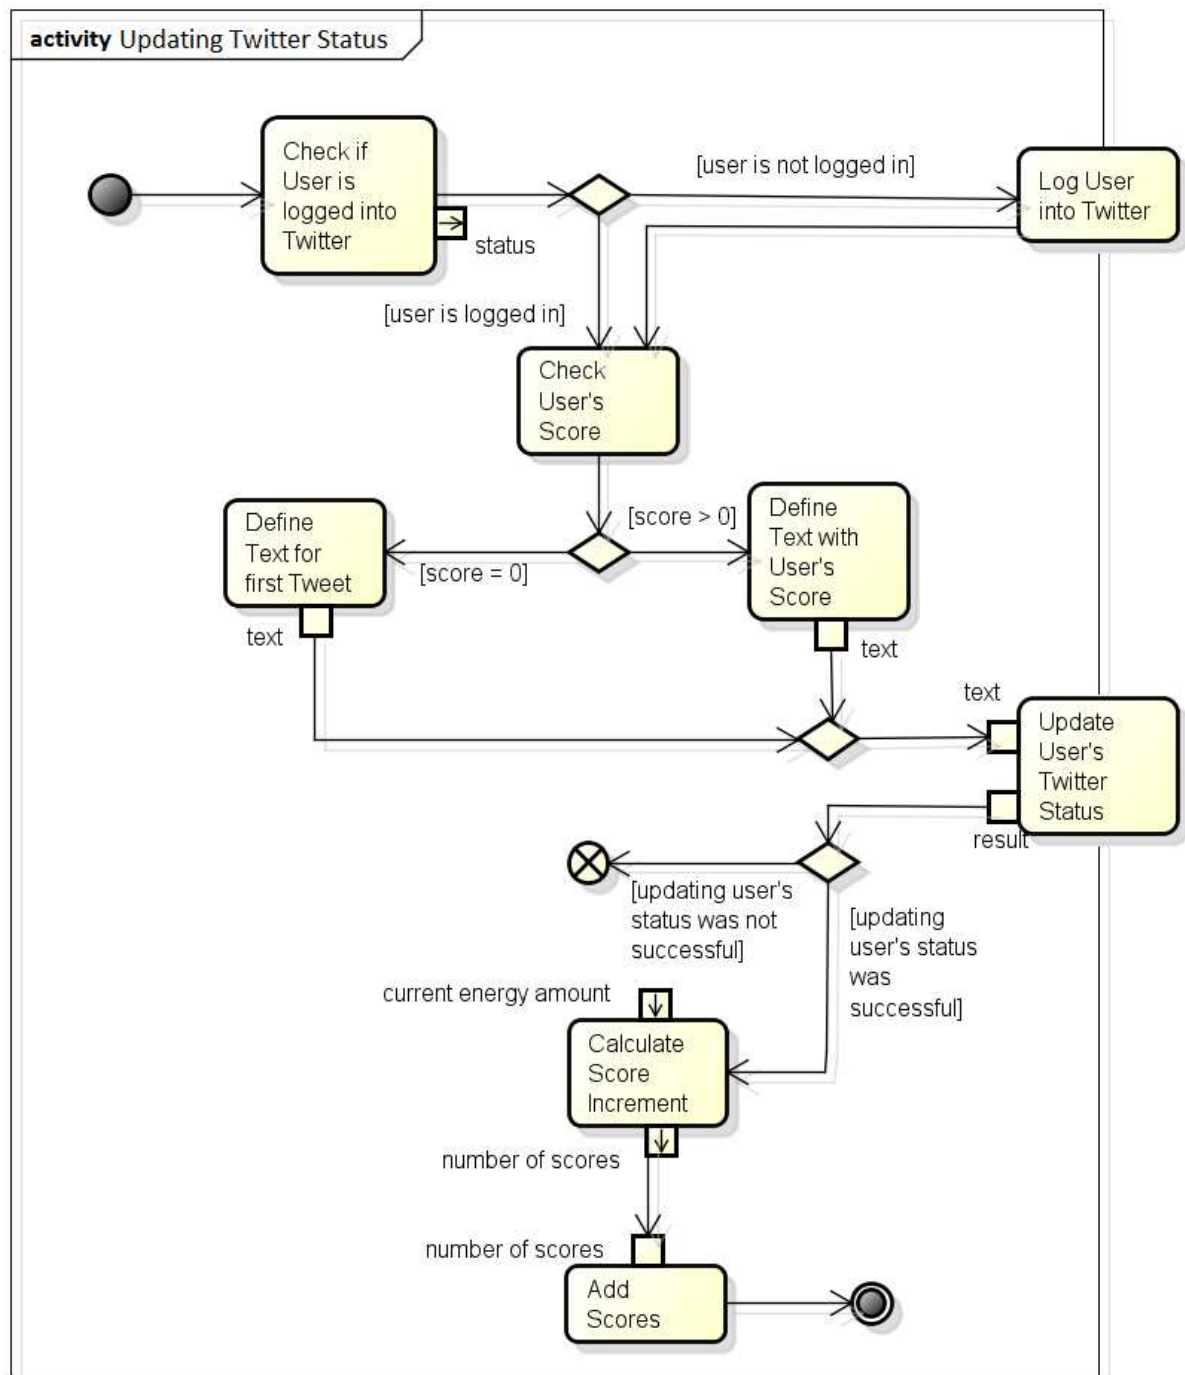 activity Updating Twitter Status
Check if
User is
logged into
Twitter
status
[user is not logged in]
Log User
into Twitter
[user is logged in]
Check
User's
Score
[score > 0]
[score = 0]
Define
Text for
first Tweet
text
Define
Text with
User's
Score
text
text
Update
User's
Twitter
Status
result
[updating user's
status was not
successful]
[updating
user's status
was
successful]
current energy amount
Calculate
Score
Increment
number of scores
number of scores
Add
Scores